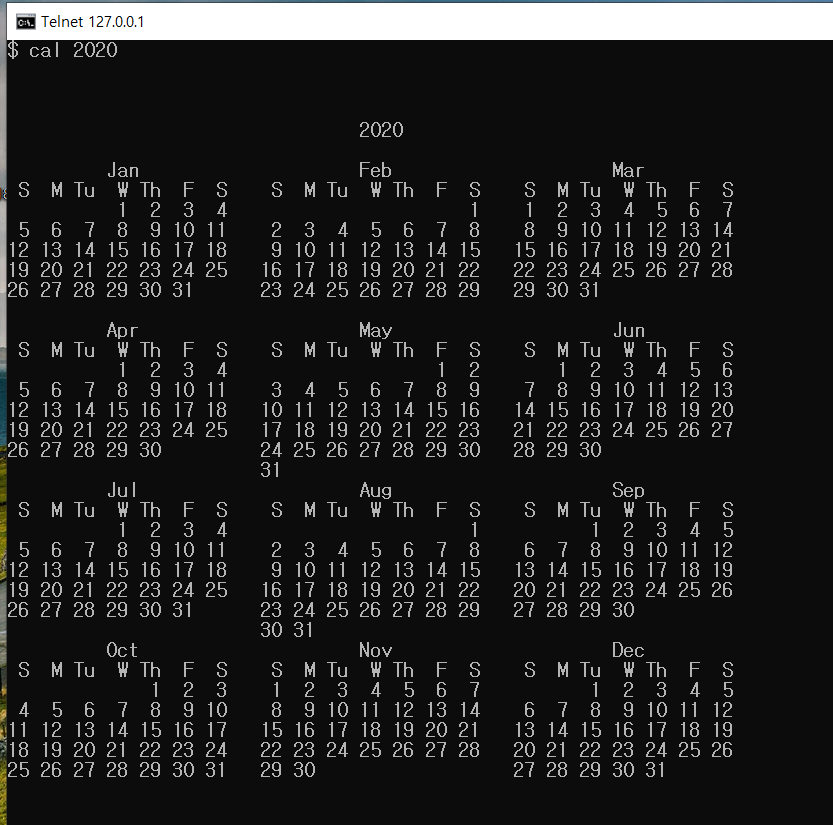 Telnet 127.0.0.1
$ cal 2020
2020
Jan Feb Mar
S M Tu W Th F S S M Tu W Th F S S M Tu W Th F S
1 2 3 4 1 1 2 3 4 5 6 7
5 6 7 8 9 10 11 2 3 4 5 6 7 8 8 9 10 11 12 13 14
12 13 14 15 16 17 18 9 10 11 12 13 14 15 15 16 17 18 19 20 21
19 20 21 22 23 24 25 16 17 18 19 20 21 22 22 23 24 25 26 27 28
26 27 28 29 30 31 23 24 25 26 27 28 29 29 30 31
Apr May Jun
S M Tu W Th F S S M Tu W Th F S S M Tu W Th F S
1 2 3 4 1 2 1 2 3 4 5 6
5 6 7 8 9 10 11 3 4 5 6 7 8 9 7 8 9 10 11 12 13
12 13 14 15 16 17 18 10 11 12 13 14 15 16 14 15 16 17 18 19 20
19 20 21 22 23 24 25 17 18 19 20 21 22 23 21 22 23 24 25 26 27
26 27 28 29 30 24 25 26 27 28 29 30 28 29 30
31
Jul Aug Sep
S M Tu W Th F S S M Tu W Th F S S M Tu W Th F S
1 2 3 4 1 1 2 3 4 5
5 6 7 8 9 10 11 2 3 4 5 6 7 8 6 7 8 9 10 11 12
12 13 14 15 16 17 18 9 10 11 12 13 14 15 13 14 15 16 17 18 19
19 20 21 22 23 24 25 16 17 18 19 20 21 22 20 21 22 23 24 25 26
26 27 28 29 30 31 23 24 25 26 27 28 29 27 28 29 30
30 31
Oct Nov Dec
S M Tu W Th F S S M Tu W Th F S S M Tu W Th F S
1 2 3 1 2 3 4 5 6 7 1 2 3 4 5
4 5 6 7 8 9 10 8 9 10 11 12 13 14 6 7 8 9 10 11 12
11 12 13 14 15 16 17 15 16 17 18 19 20 21 13 14 15 16 17 18 19
18 19 20 21 22 23 24 22 23 24 25 26 27 28 20 21 22 23 24 25 26
25 26 27 28 29 30 31 29 30 27 28 29 30 31